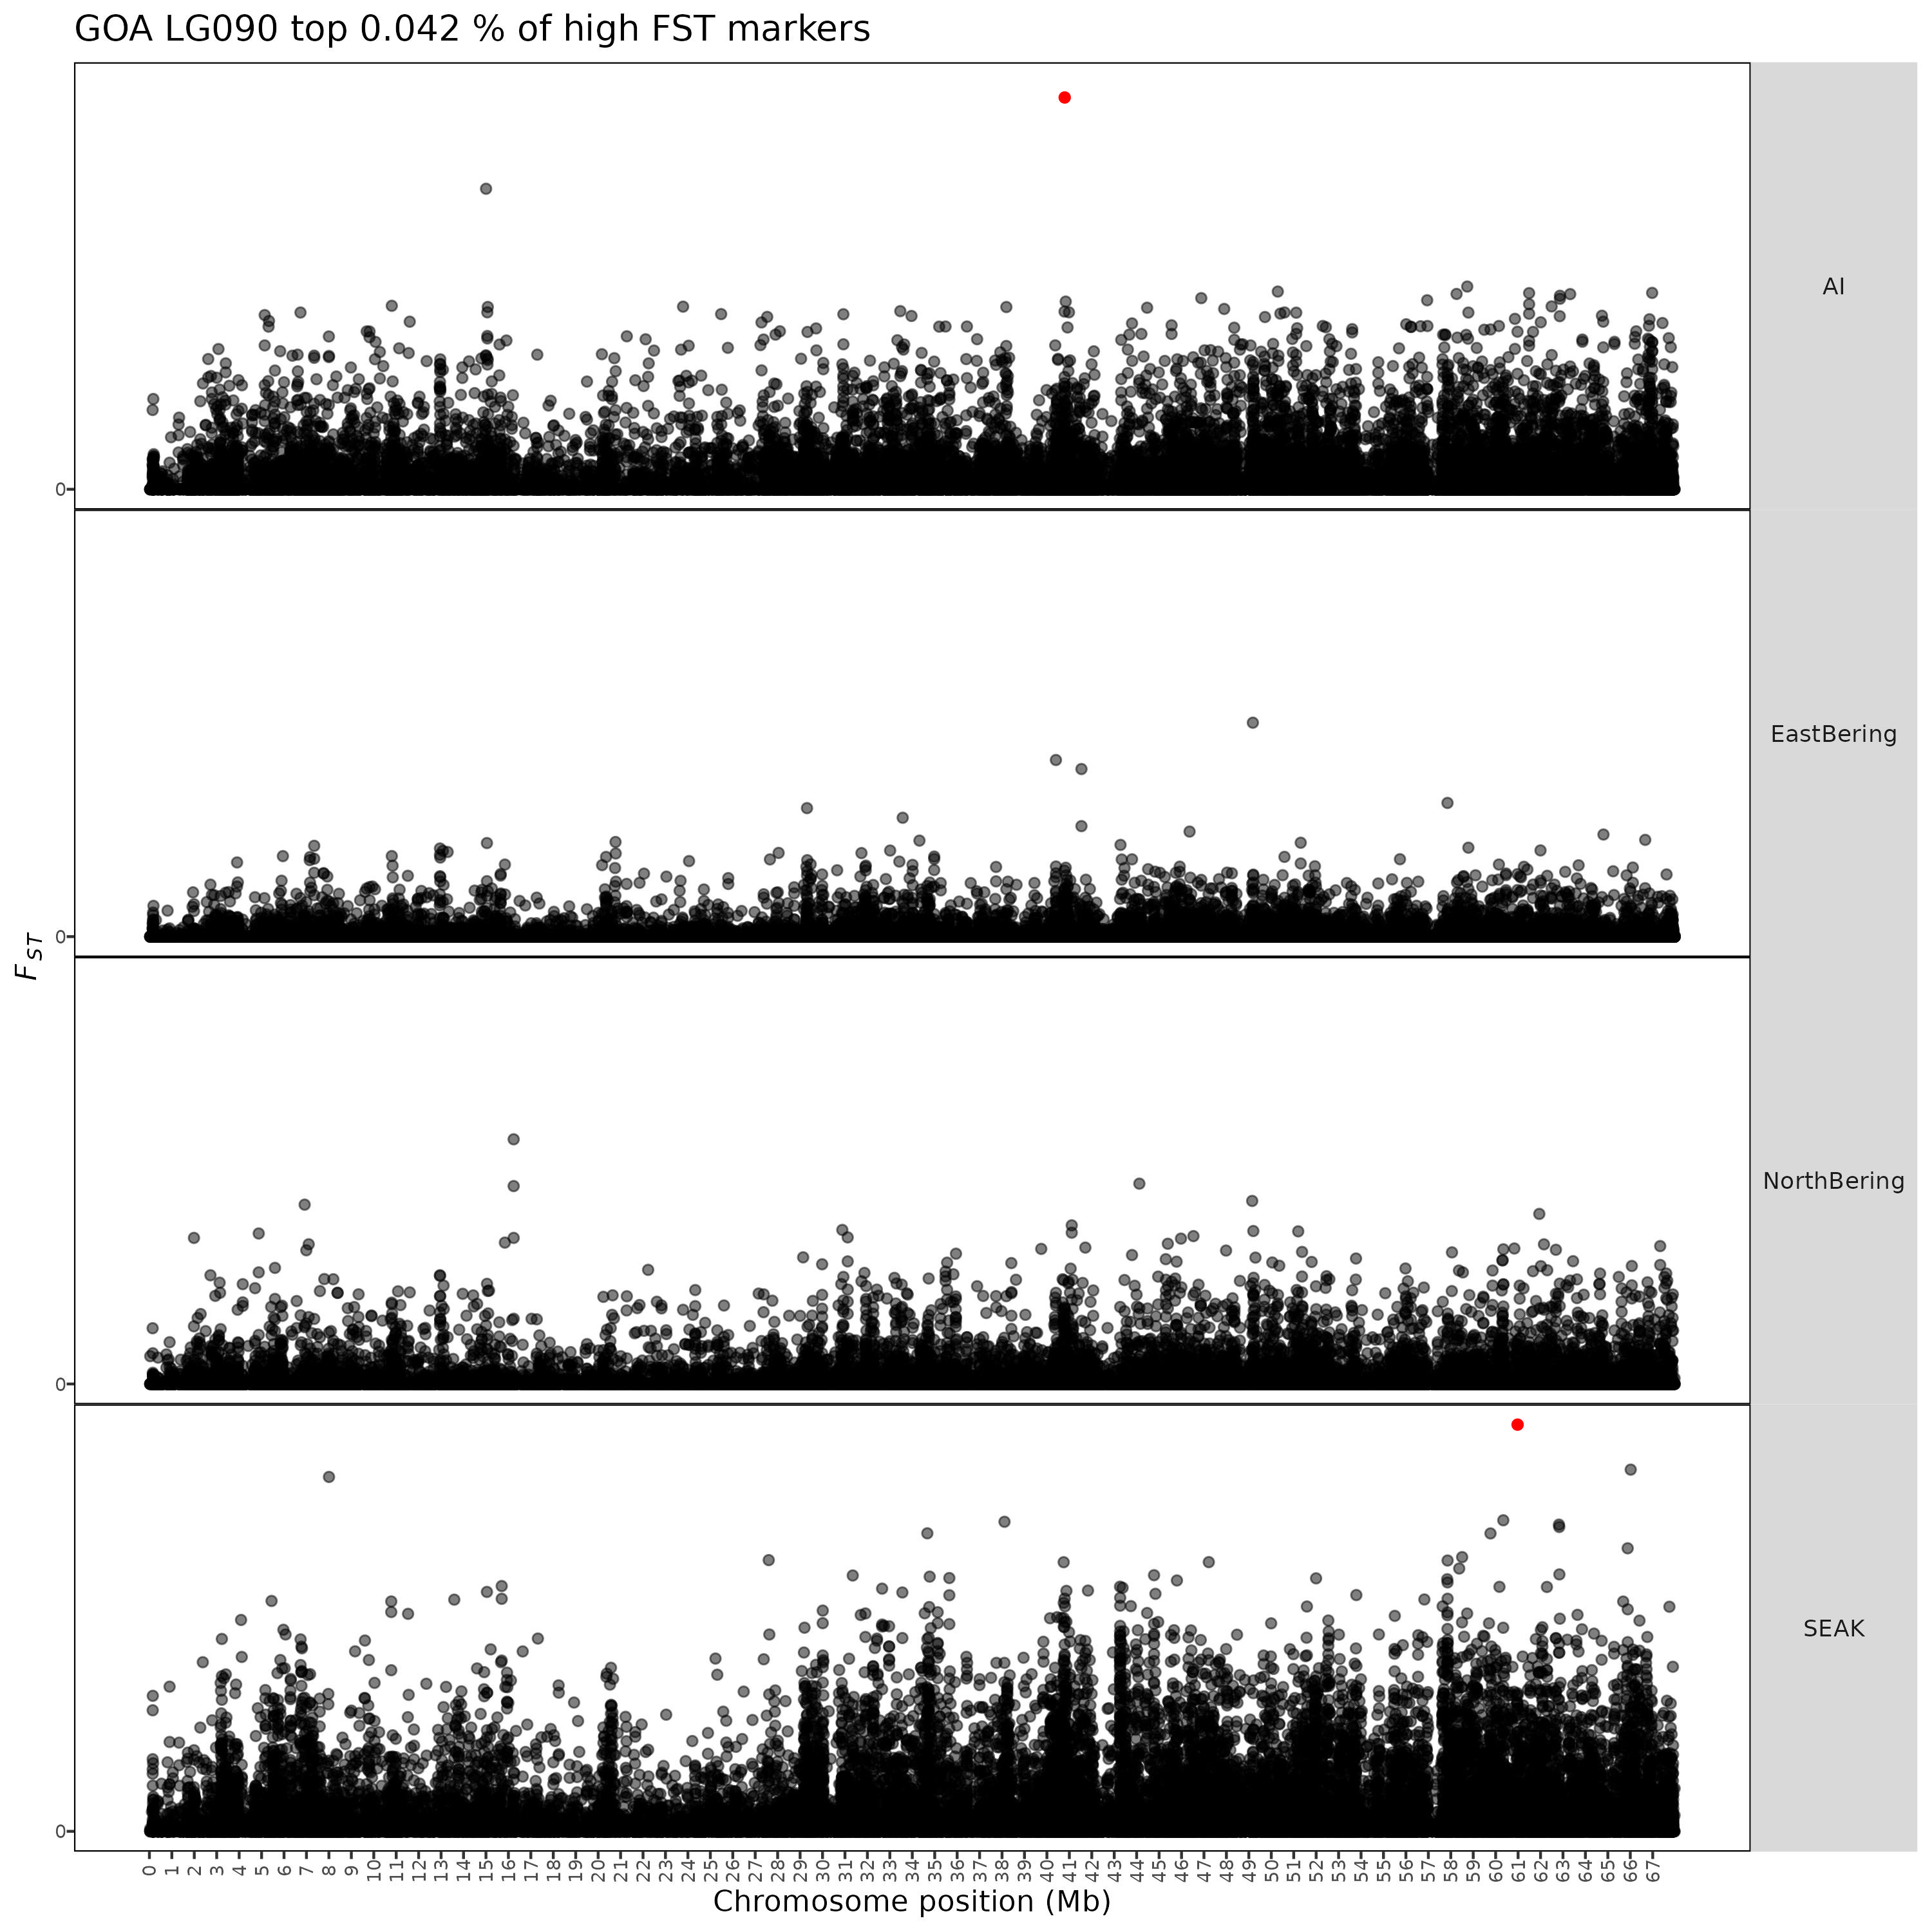 GOA LG090 top 0.042 % of high FST markers
0
AI
0
EastBering
F ST
0
NorthBering
0
SEAK
0 1 2 3 4 5 6 7 8 9 10 11 12 13 14 15 16 17 18 19 20 21 22 23 24 25 26 27 28 29 30 31 32 33 34 35 36 37 38 39 40 41 42 43 44 45 46 47 48 49 50 51 52 53 54 55 56 57 58 59 60 61 62 63 64 65 66 67
Chromosome position (Mb)